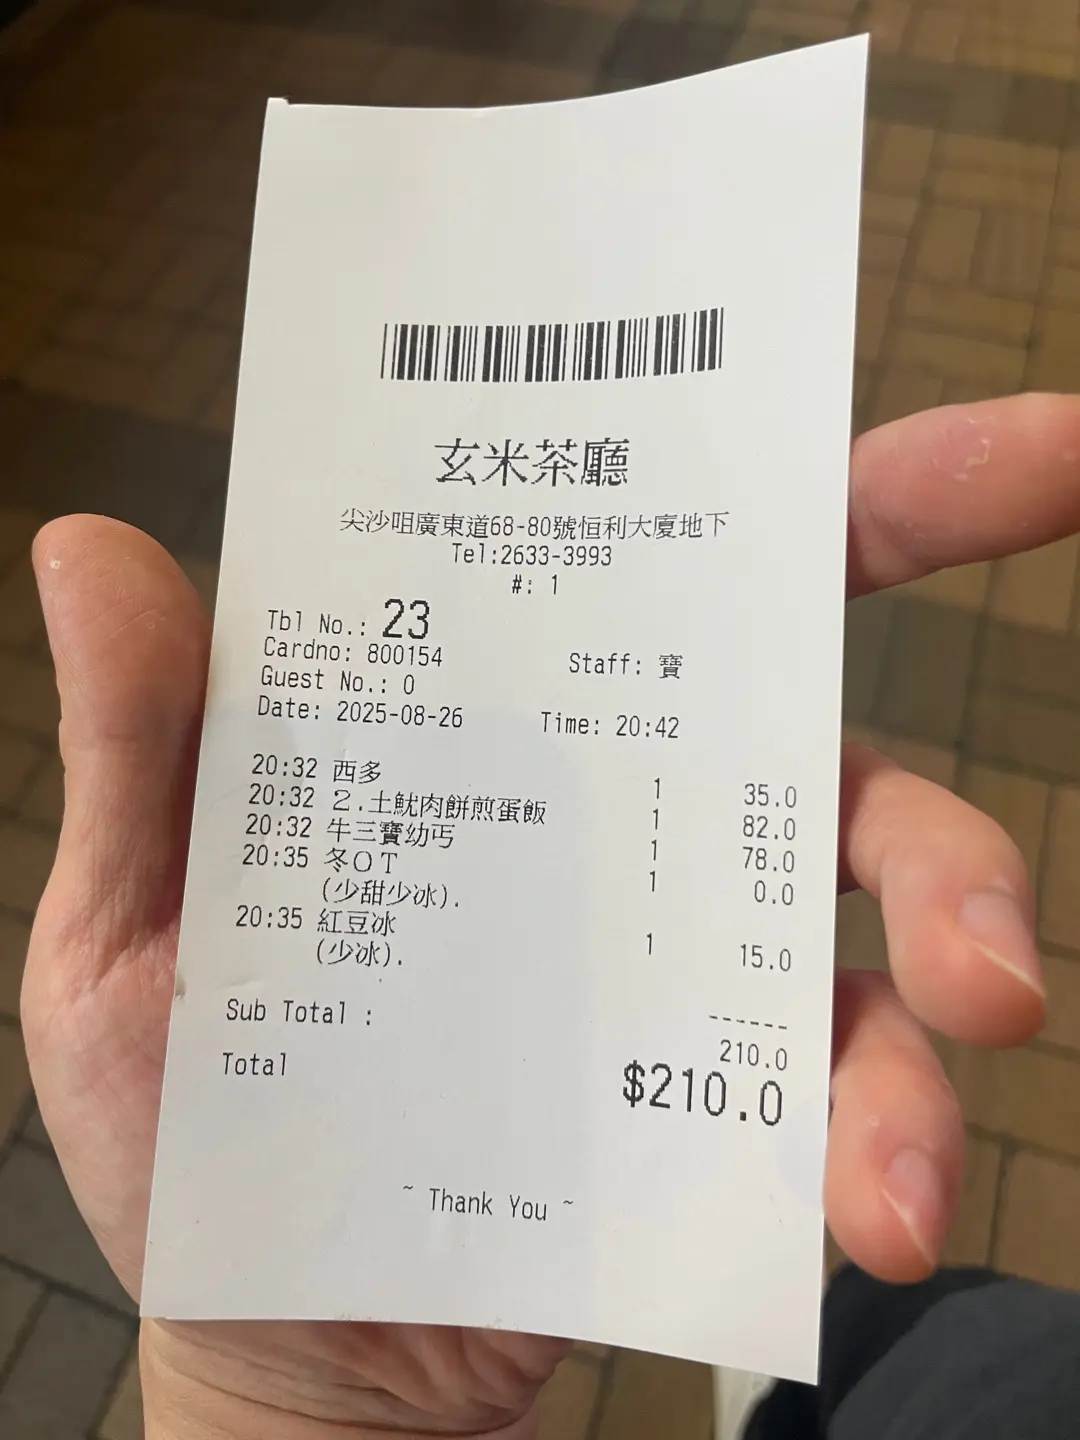 玄米茶廳
尖沙咀廣東道68-80號恒利大廈地下
Tel:2633-3993
#: 1
Tbl No.: 23
Cardno: 800154 Staff: 寶
Guest No.: 0
Date: 2025-08-26 Time: 20:42
20:32 西多 1 35.0
20:32 2.土魷肉餅煎蛋飯 1 82.0
20:32 牛三寶幼丐 1 78.0
20:35 冬OT 1 0.0
(少甜少冰).
20:35 紅豆冰 1 15.0
(少冰).
------
Sub Total : 210.0
Total $210.0
~ Thank You ~